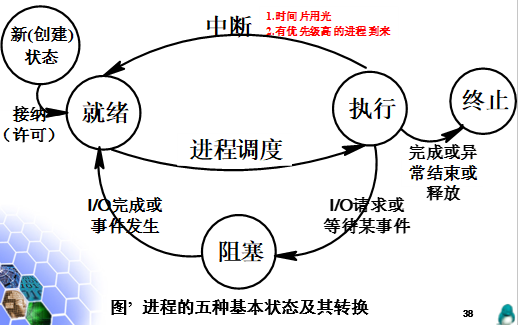 新(创建)
状态
中断
1.时间片用光
2.有优先级高的进程到来
接纳
（许可）
就绪
执行
终止
进程调度
完成或异
常结束或
释放
I/O完成或
事件发生
I/O请求或
等待某事件
阻塞
图’ 进程的五种基本状态及其转换
38